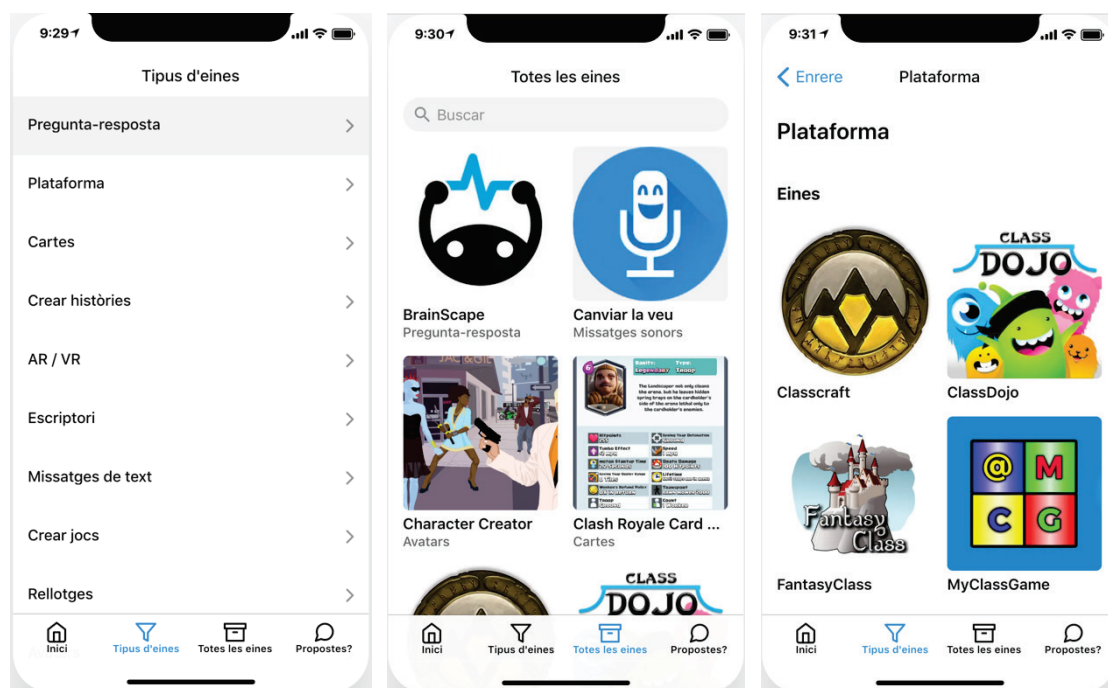 9:29
Tipus d'eines
Pregunta-resposta
Plataforma
Cartes
Crear històries
AR / VR
Escriptori
Missatges de text
Crear jocs
Rellotges
Inici
Tipus d'eines
Totes les eines
Propostes?
9:30
Totes les eines
Buscar
BrainScape
Pregunta-resposta
Canviar la veu
Missatges sonors
Character Creator
Avatars
Clash Royale Card ...
Cartes
CLASS
DOJO
Inici
Tipus d'eines
Totes les eines
Propostes?
9:31
Enrere
Plataforma
Plataforma
Eines
Classcraft
CLASS
DOJO
ClassDojo
Fantasy
Class
FantasyClass
@ M
C G
MyClassGame
Inici
Tipus d'eines
Totes les eines
Propostes?